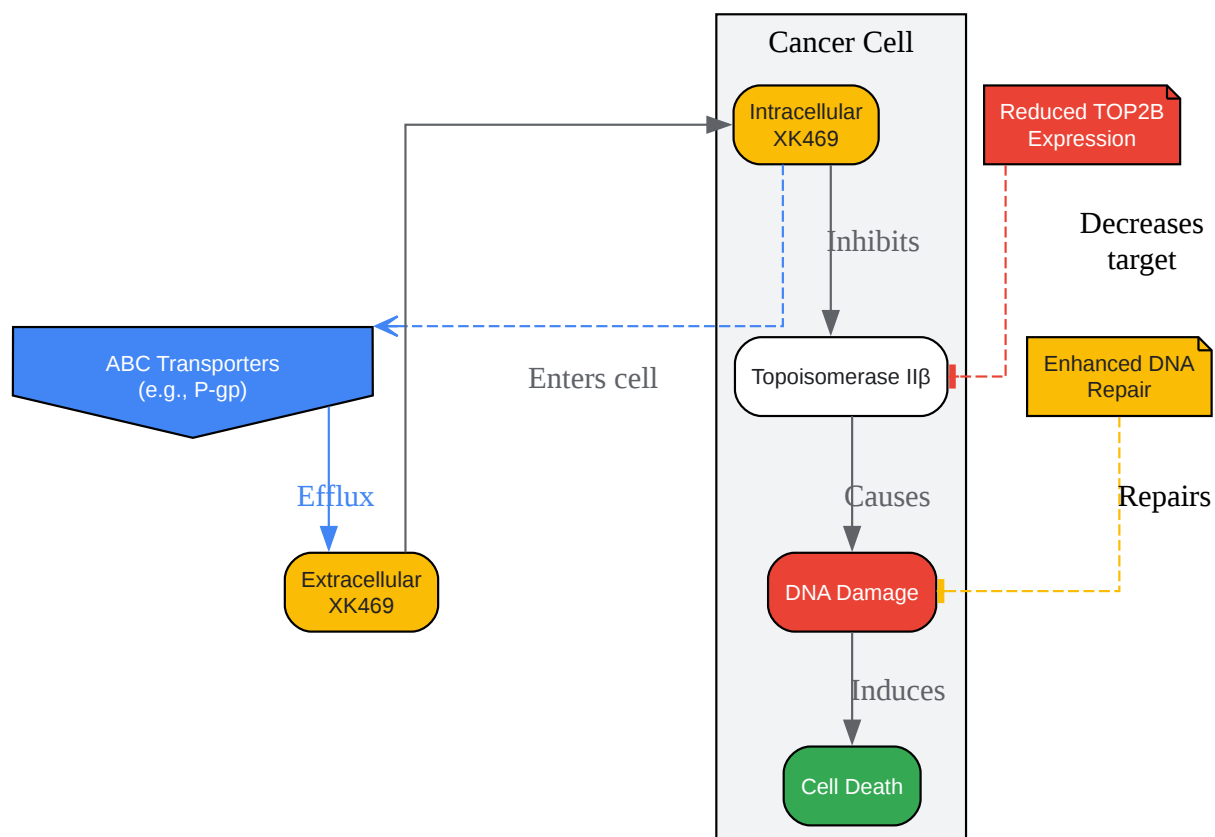 Cancer Cell
Intracellular
XK469
Reduced TOP2B
Expression
Decreases
target
Inhibits
ABC Transporters
(e.g., P-gp)
Enters cell
Topoisomerase IIβ
Enhanced DNA
Repair
Efflux
Causes
Repairs
Extracellular
XK469
DNA Damage
Induces
Cell Death